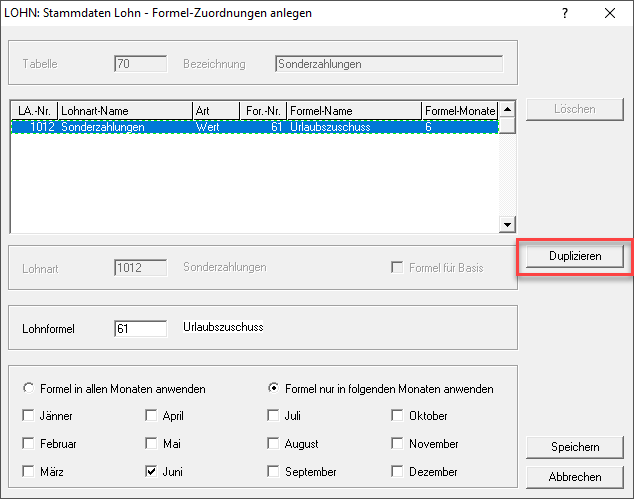 LOHN: Stammdaten Lohn - Formel-Zuordnungen anlegen ?
Tabelle 70 Bezeichnung Sonderzahlungen
LA.-Nr. Lohnart-Name Art For.-Nr. Formel-Name Formel-Monate Löschen
1012 Sonderzahlungen Wert 61 Urlaubszuschuss 6
Duplizieren
Lohnart 1012 Sonderzahlungen Formel für Basis
Lohnformel 61 Urlaubszuschuss
Formel in allen Monaten anwenden Formel nur in folgenden Monaten anwenden
Jänner April Juli Oktober
Februar Mai August November Speichern
März Juni September Dezember Abbrechen